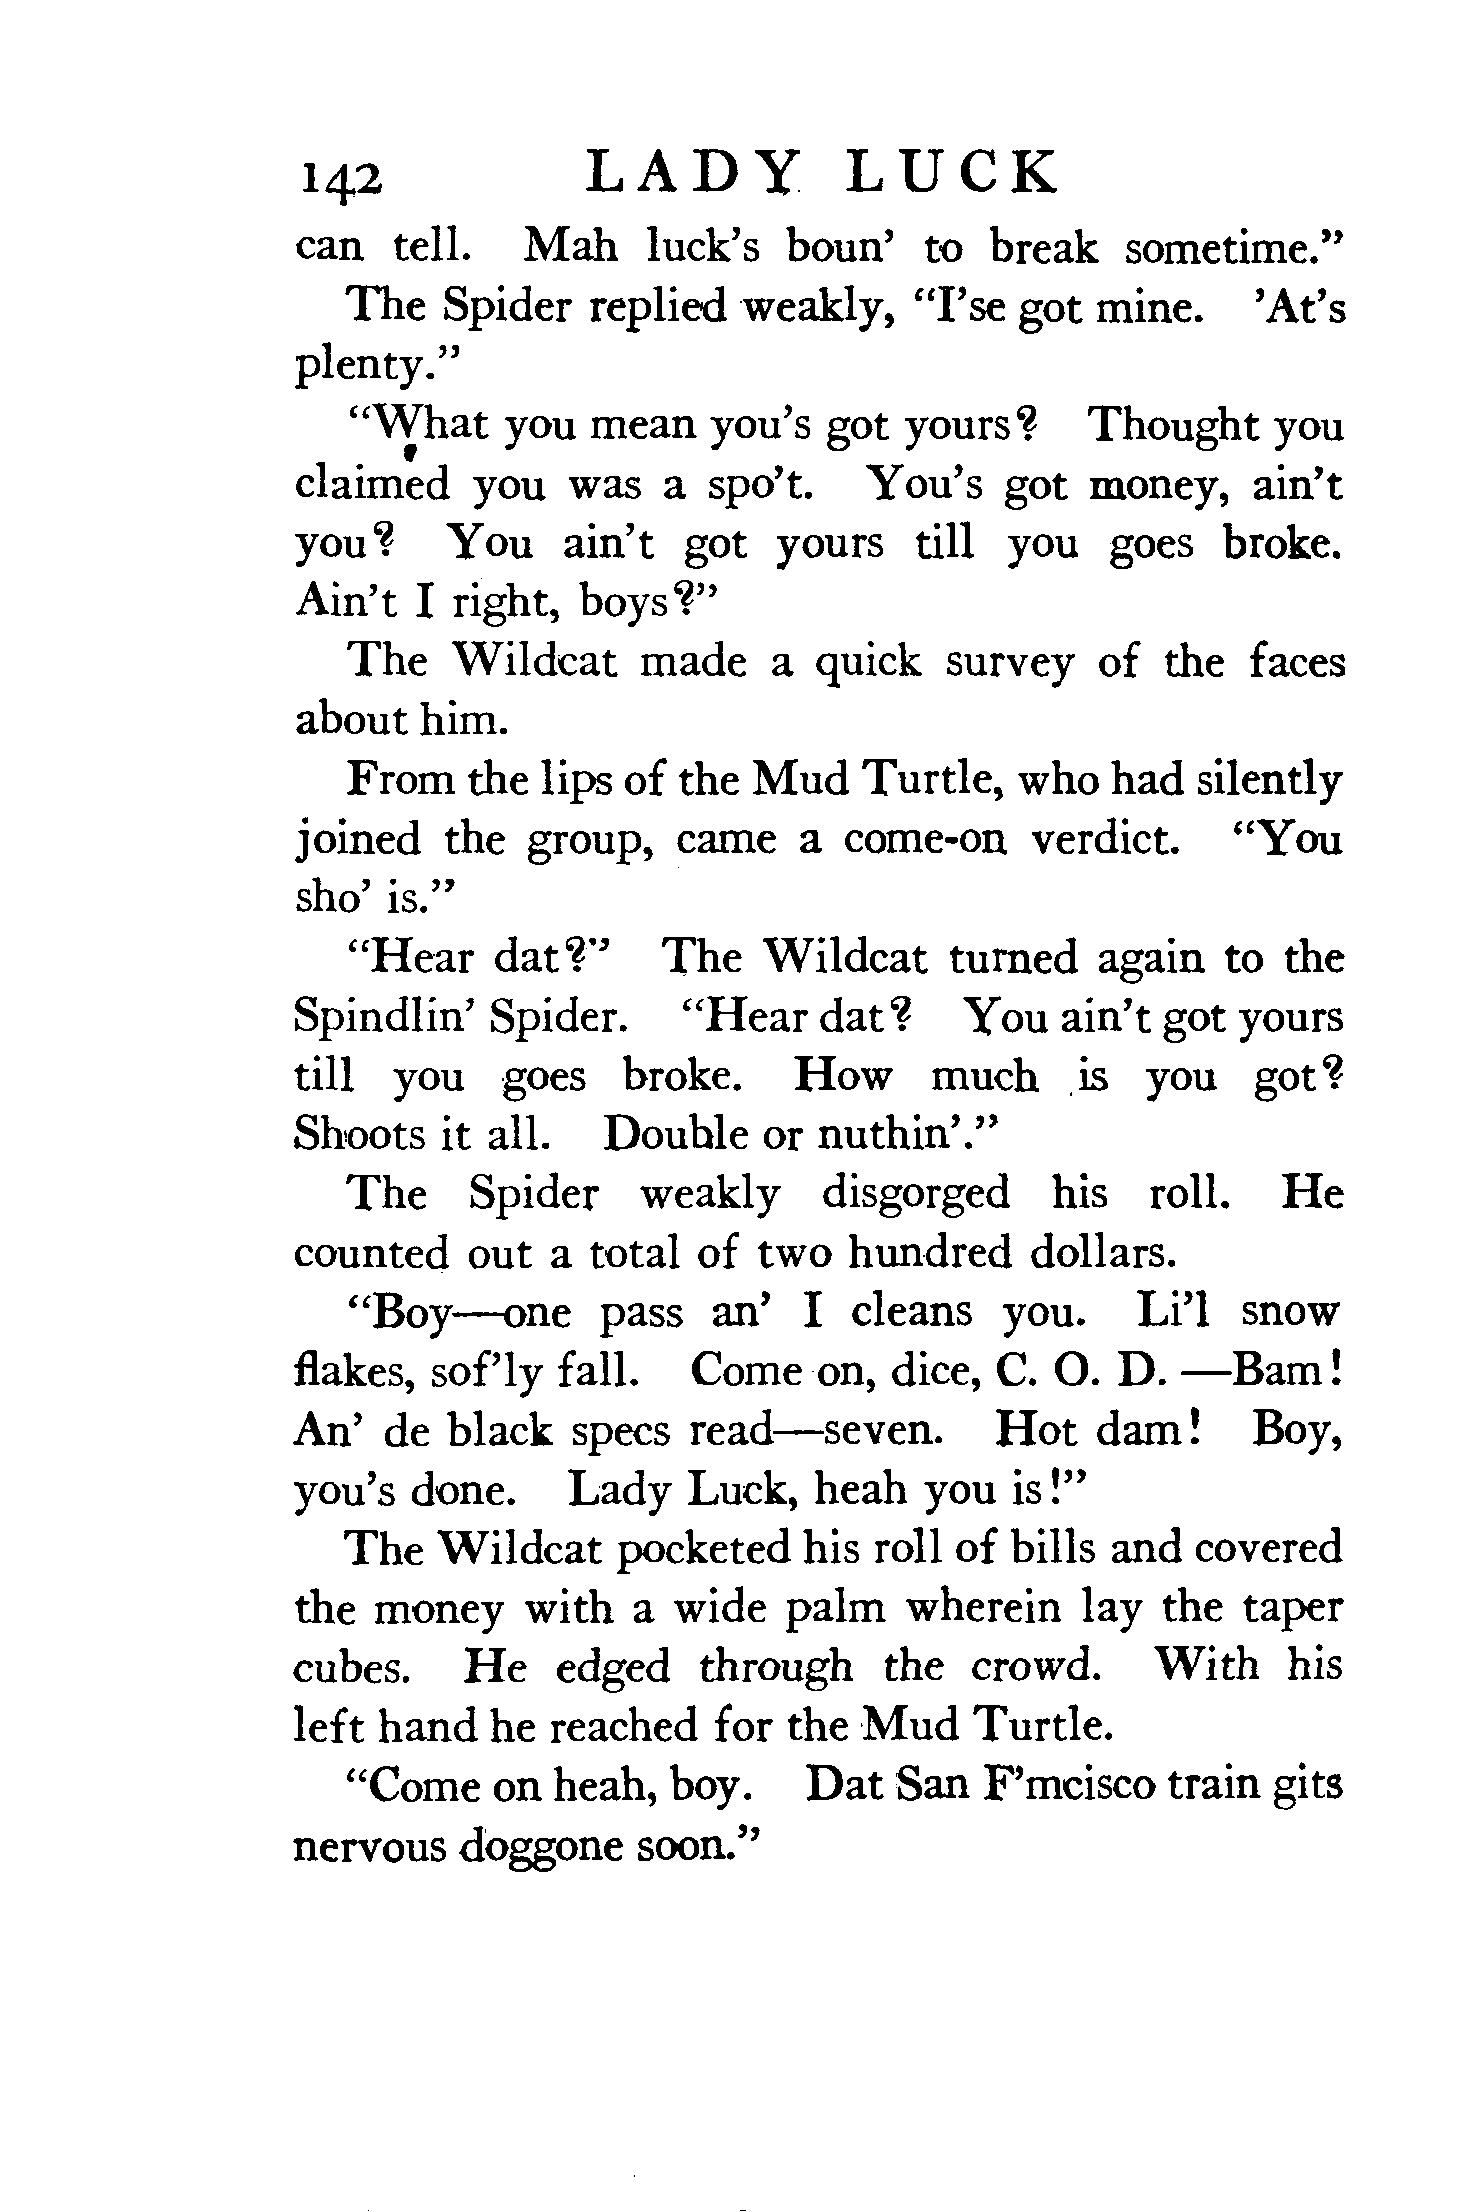 142 LADY LUCK
can tell. Mah luck's boun' to break sometime."
The Spider replied weakly, "I'se got mine. 'At's
plenty."
"What you mean you's got yours? Thought you
claimed you was a spo't. You's got money, ain't
you? You ain't got yours till you goes broke.
Ain't I right, boys?"
The Wildcat made a quick survey of the faces
about him.
From the lips of the Mud Turtle, who had silently
joined the group, came a come-on verdict. "You
sho' is."
"Hear dat?" The Wildcat turned again to the
Spindlin' Spider. "Hear dat? You ain't got yours
till you goes broke. How much is you got?
Shoots it all. Double or nuthin'."
The Spider weakly disgorged his roll. He
counted out a total of two hundred dollars.
"Boy—one pass an' I cleans you. Li'l snow
flakes, sof'ly fall. Come on, dice, C. O. D. —Bam!
An' de black specs read—seven. Hot dam! Boy,
you's done. Lady Luck, heah you is!"
The Wildcat pocketed his roll of bills and covered
the money with a wide palm wherein lay the taper
cubes. He edged through the crowd. With his
left hand he reached for the Mud Turtle.
"Come on heah, boy. Dat San F'mcisco train gits
nervous doggone soon."